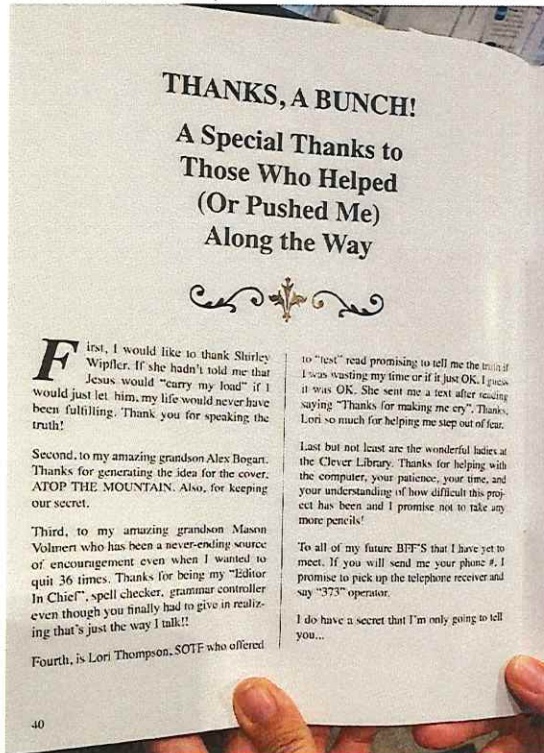 THANKS, A BUNCH!
A Special Thanks to
Those Who Helped
(Or Pushed Me)
Along the Way
First, I would like to thank Shirley
Wipfler. If she hadn't told me that
Jesus would "carry my load" if I
would just let him, my life would never have
been fulfilling. Thank you for speaking the
truth!
Second, to my amazing grandson Alex Bogart.
Thanks for generating the idea for the cover,
ATOP THE MOUNTAIN. Also, for keeping
our secret.
Third, to my amazing grandson Mason
Volmert who has been a never-ending source
of encouragement even when I wanted to
quit 36 times. Thanks for being my "Editor
In Chief", spell checker, grammar controller
even though you finally had to give in realiz-
ing that's just the way I talk!!
Fourth, is Lori Thompson, SOTF who offered
to "test" read promising to tell me the truth if
I was wasting my time or if it just OK. I guess
it was OK. She sent me a text after reading
saying "Thanks for making me cry". Thanks,
Lori so much for helping me step out of fear.
Last but not least are the wonderful ladies at
the Clever Library. Thanks for helping with
the computer, your patience, your time, and
your understanding of how difficult this proj-
ect has been and I promise not to take any
more pencils!
To all of my future BFF'S that I have yet to
meet. If you will send me your phone #, I
promise to pick up the telephone receiver and
say "373" operator.
I do have a secret that I'm only going to tell
you...
40